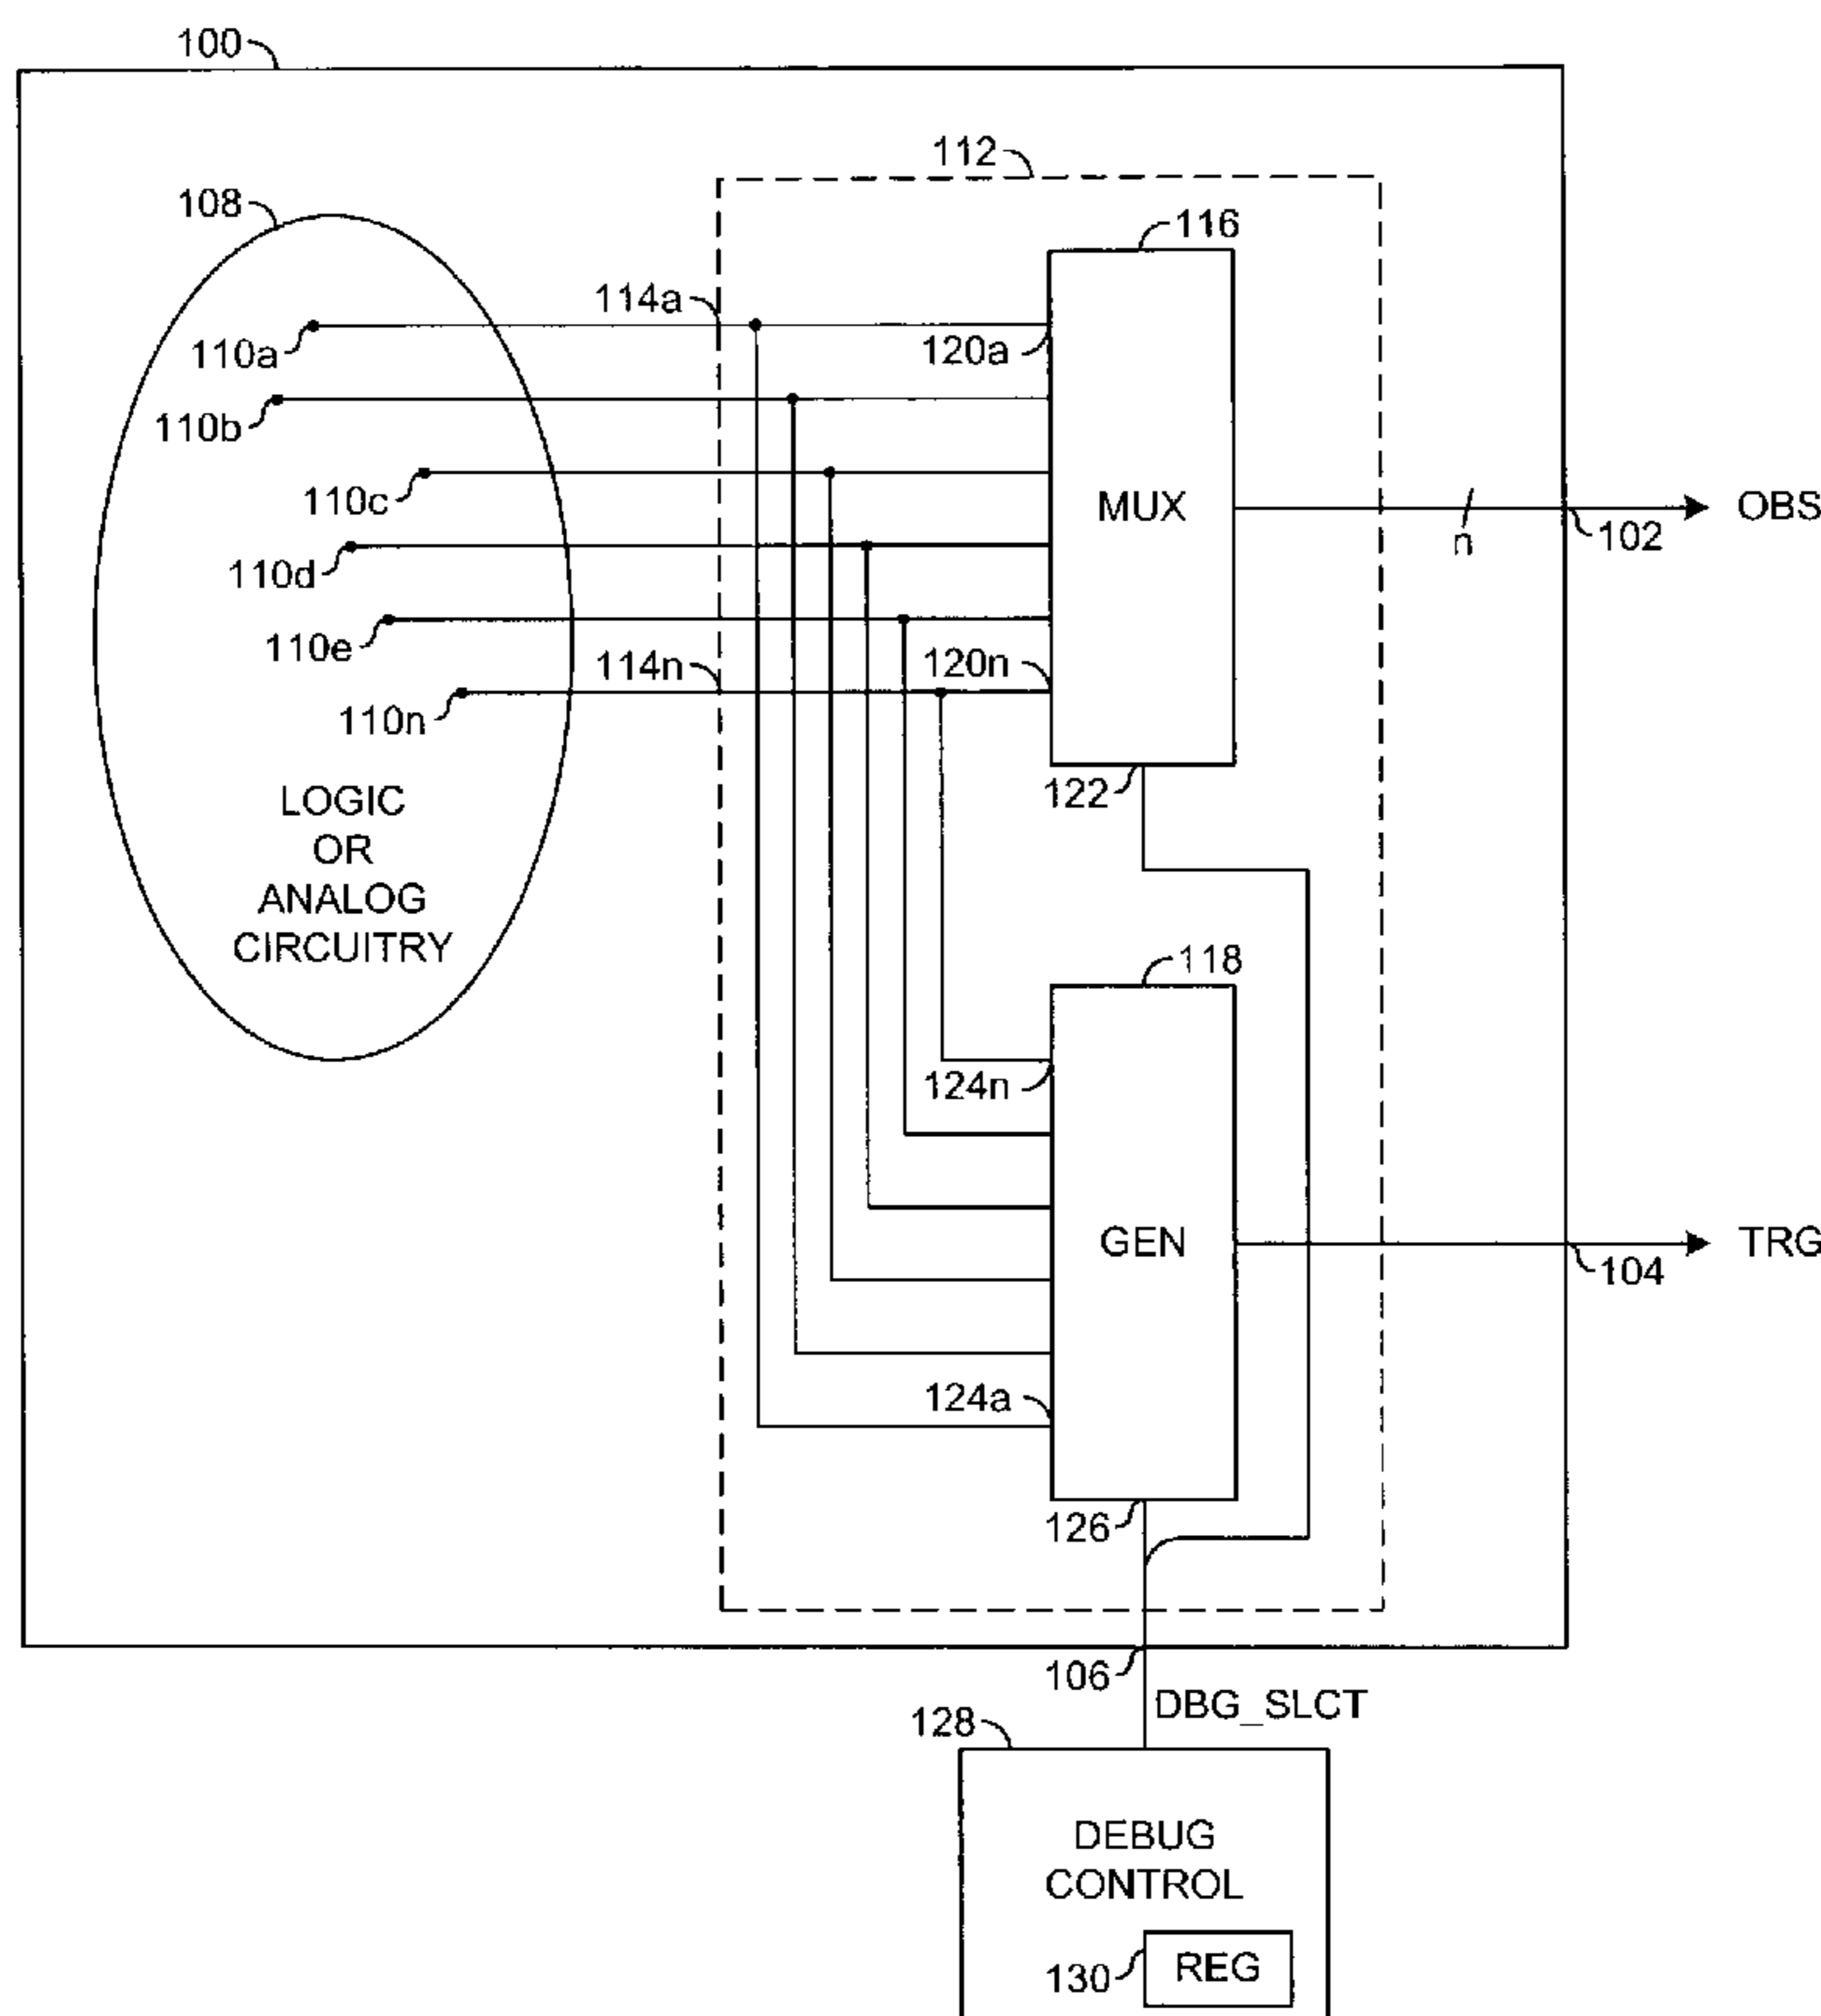 100
112
108
116
114a
110a
120a
110b
110c
MUX
OBS
n
102
110d
110e
114n
120n
110n
122
LOGIC
OR
ANALOG
CIRCUITRY
118
124n
GEN
TRG
104
124a
126
106
DBG_SLCT
128
DEBUG
CONTROL
130
REG